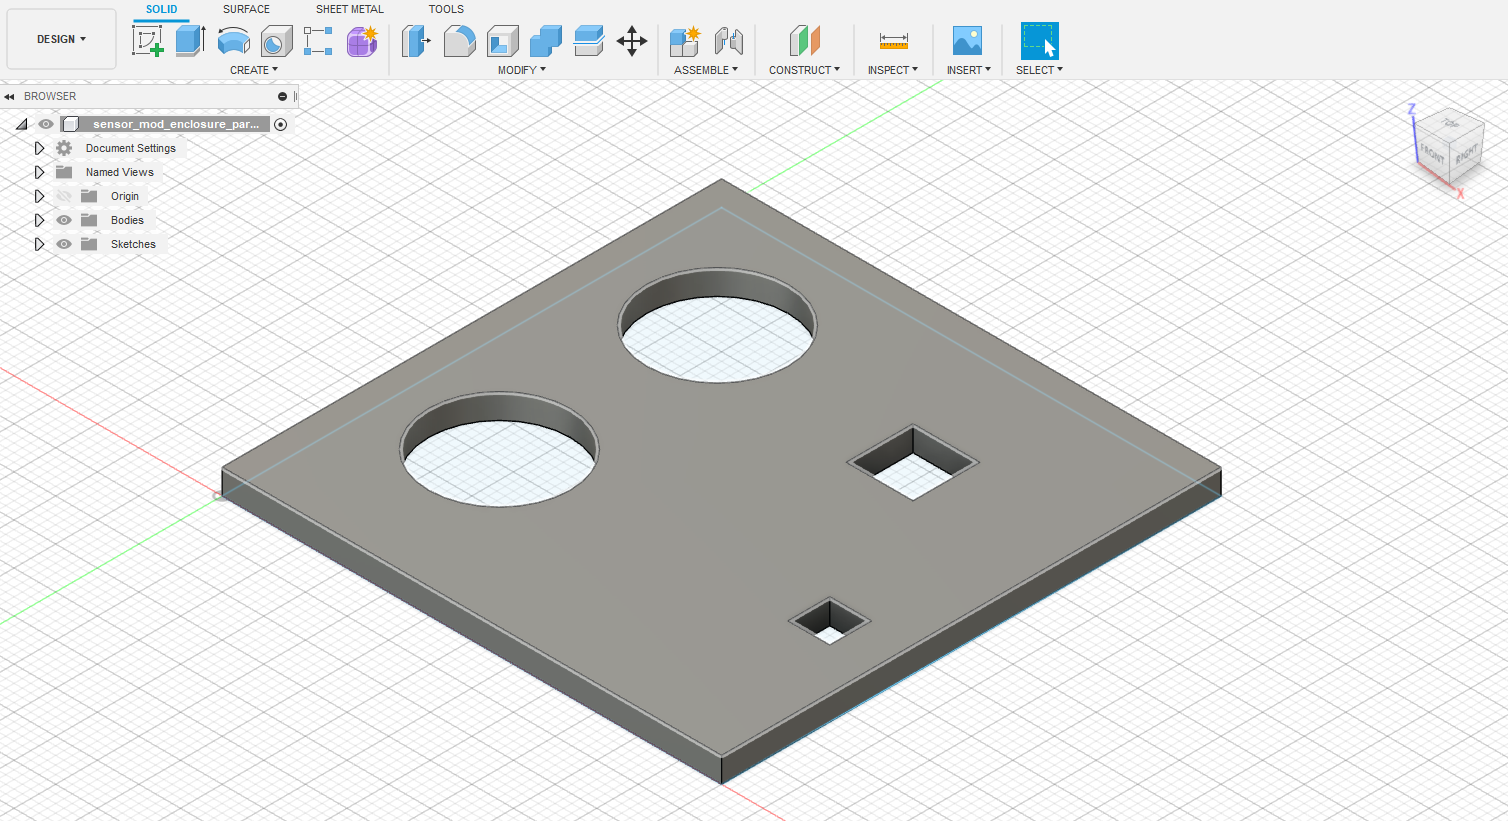 SOLID SURFACE SHEET METAL TOOLS
DESIGN
CREATE MODIFY ASSEMBLE CONSTRUCT INSPECT INSERT SELECT
BROWSER
sensor_mod_enclosure_par...
Document Settings
Named Views
Origin
Bodies
Sketches
Z
TOP
FRONT RIGHT
X